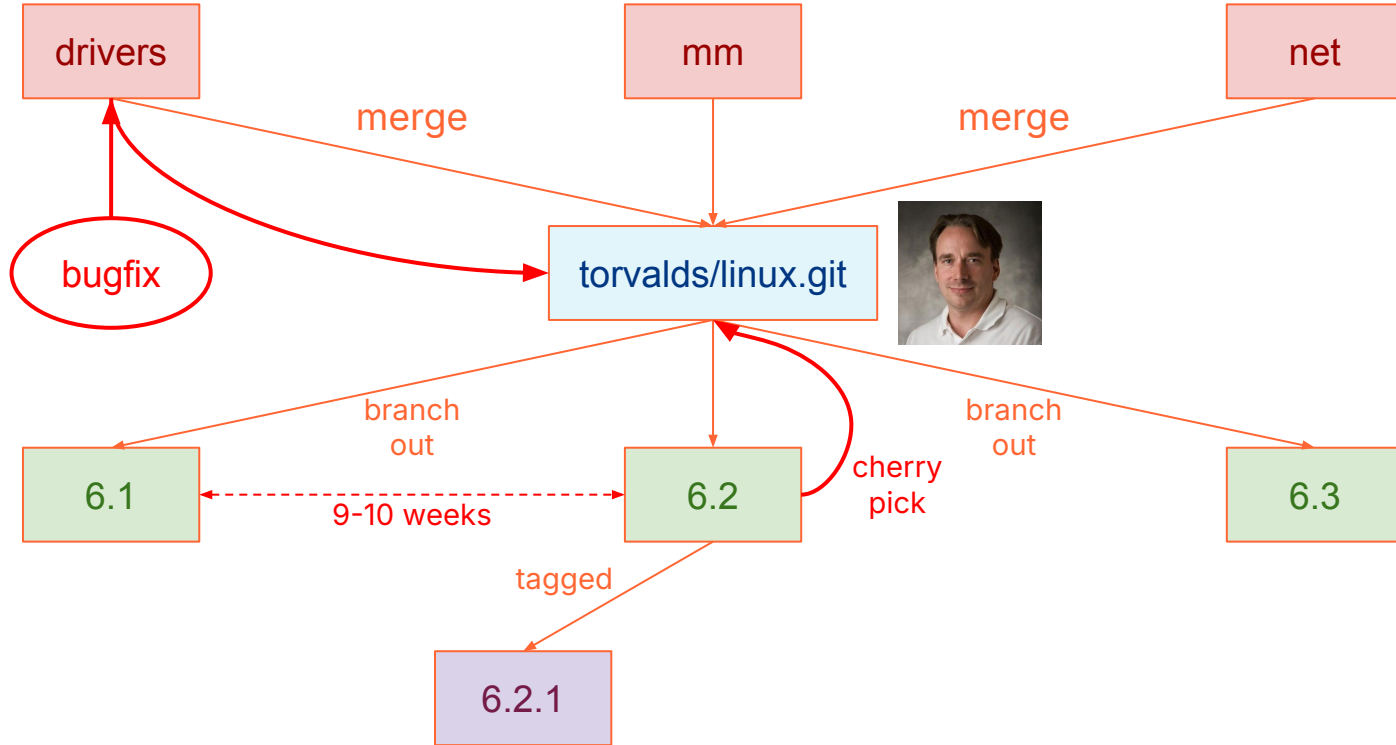 drivers
mm
net
merge
merge
bugfix
torvalds/linux.git
branch
out
branch
out
6.1
9-10 weeks
6.2
cherry
pick
6.3
tagged
6.2.1